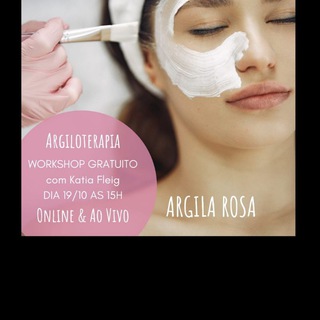 ARGILOTERAPIA
WORKSHOP GRATUITO
com Katia Fleig
DIA 19/10 AS 15H
ONLINE & AO VIVO
ARGILA ROSA